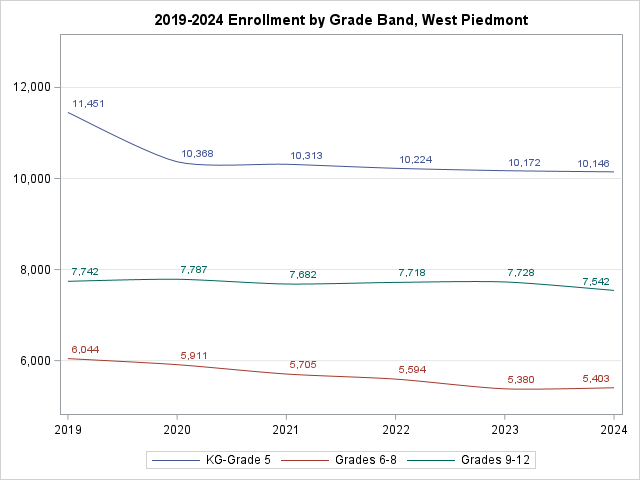 2019-2024 Enrollment by Grade Band, West Piedmont
12,000
11,451
10,368 10,313 10,224 10,172 10,146
10,000
8,000
7,742 7,787 7,682 7,718 7,728 7,542
6,000
6,044 5,911 5,705 5,594 5,380 5,403
2019 2020 2021 2022 2023 2024
KG-Grade 5 Grades 6-8 Grades 9-12